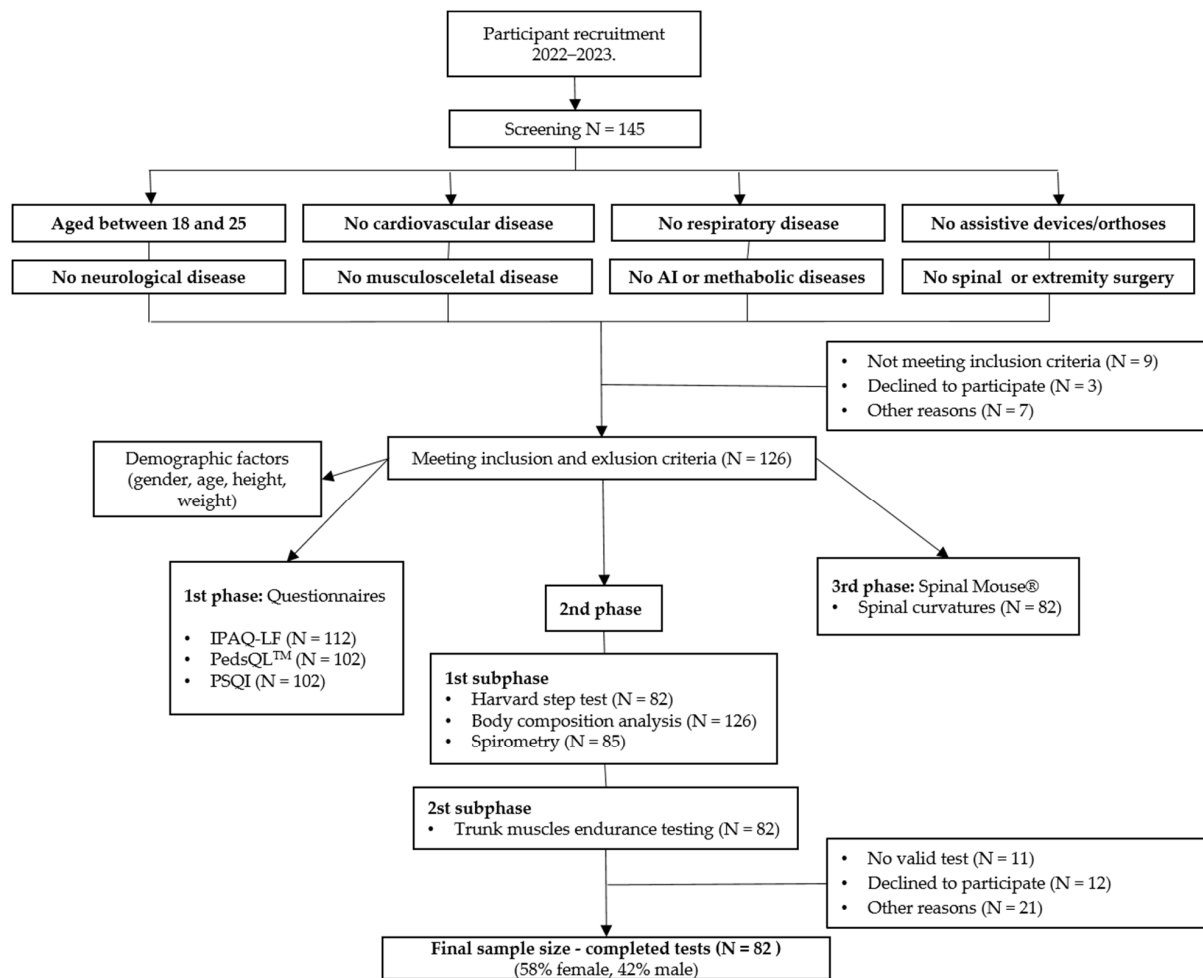 Participant recruitment
2022–2023.
Screening N = 145
Aged between 18 and 25
No cardiovascular disease
No respiratory disease
No assistive devices/orthoses
No neurological disease
No musculosceletal disease
No AI or methabolic diseases
No spinal or extremity surgery
• Not meeting inclusion criteria (N = 9)
• Declined to participate (N = 3)
• Other reasons (N = 7)
Demographic factors
(gender, age, height,
weight)
Meeting inclusion and exlusion criteria (N = 126)
1st phase: Questionnaires
• IPAQ-LF (N = 112)
• PedsQL™ (N = 102)
• PSQI (N = 102)
2nd phase
3rd phase: Spinal Mouse®
• Spinal curvatures (N = 82)
1st subphase
• Harvard step test (N = 82)
• Body composition analysis (N = 126)
• Spirometry (N = 85)
2st subphase
• Trunk muscles endurance testing (N = 82)
• No valid test (N = 11)
• Declined to participate (N = 12)
• Other reasons (N = 21)
Final sample size - completed tests (N = 82 )
(58% female, 42% male)